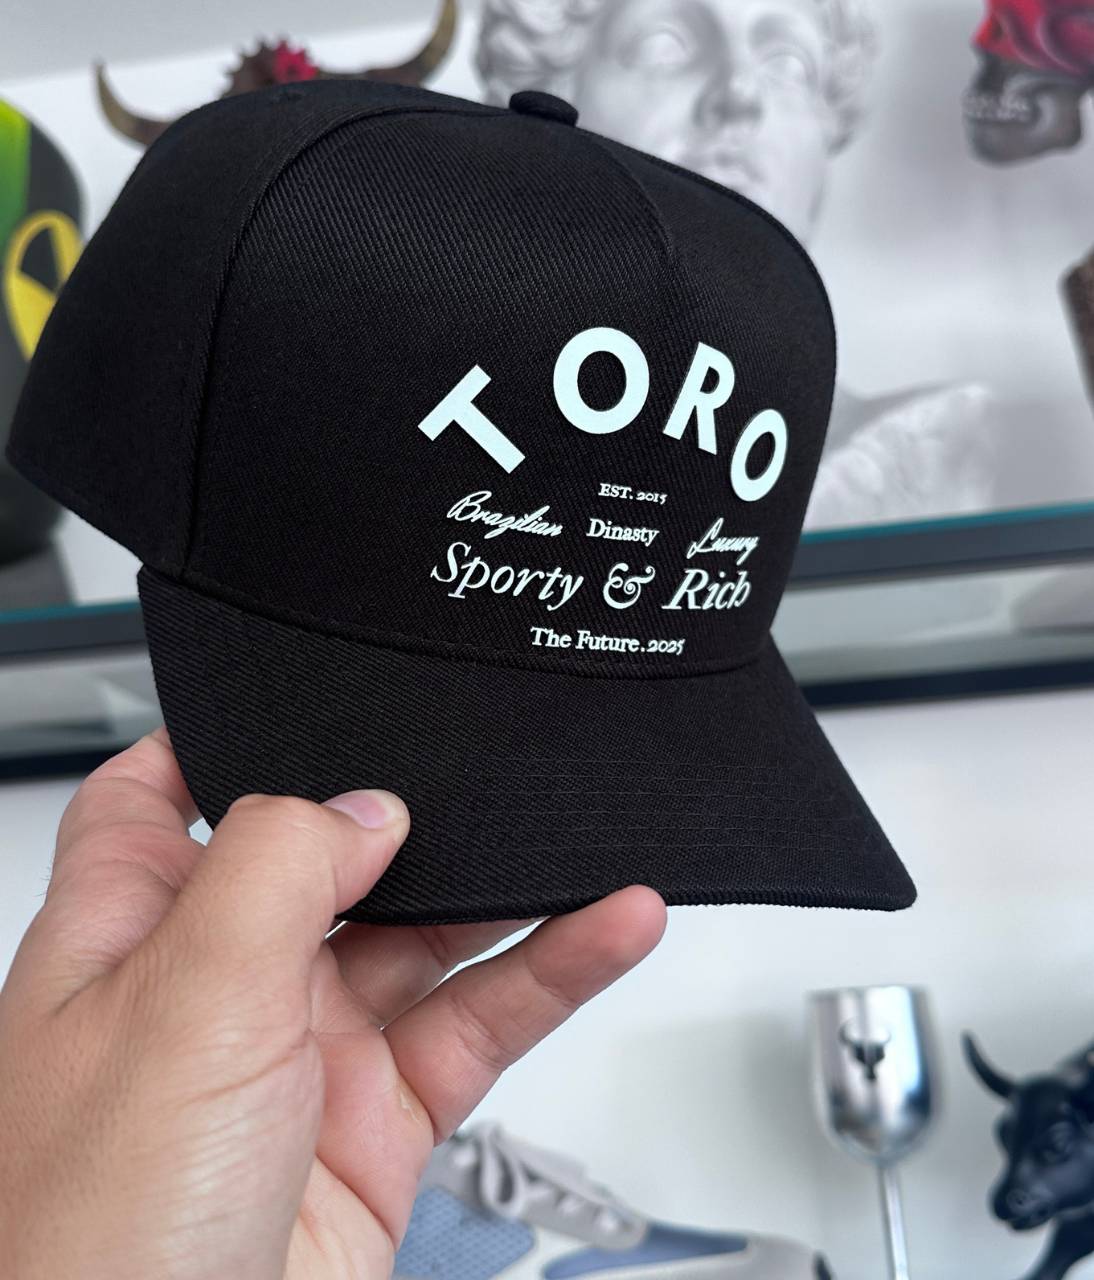 TORO
EST. 2015
Brazilian Dinasty Luxury
Sporty & Rich
The Future.2025